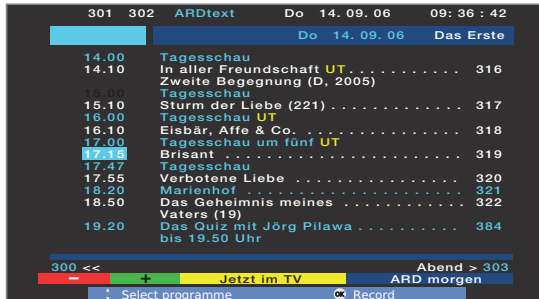 301 302 ARDtext Do 14. 09. 06 09: 36 : 42
Do 14. 09. 06 Das Erste
14.00 Tagesschau
14.10 In aller Freundschaft UT . . . . . . . . . . . 316
Zweite Begegnung (D, 2005)
15.00 Tagesschau
15.10 Sturm der Liebe (221) . . . . . . . . . . . . . 317
16.00 Tagesschau UT
16.10 Eisbär, Affe & Co. . . . . . . . . . . . . . . . . 318
17.00 Tagesschau um fünf UT
17.15 Brisant . . . . . . . . . . . . . . . . . . . . . . . . 319
17.47 Tagesschau
17.55 Verbotene Liebe . . . . . . . . . . . . . . . . . 320
18.20 Marienhof . . . . . . . . . . . . . . . . . . . . . . 321
18.50 Das Geheimnis meines . . . . . . . . . . . . 322
Vaters (19)
19.20 Das Quiz mit Jörg Pilawa . . . . . . . . . . 384
bis 19.50 Uhr
300 << Abend > 303
− + Jetzt im TV ARD morgen
Select programme OK Record